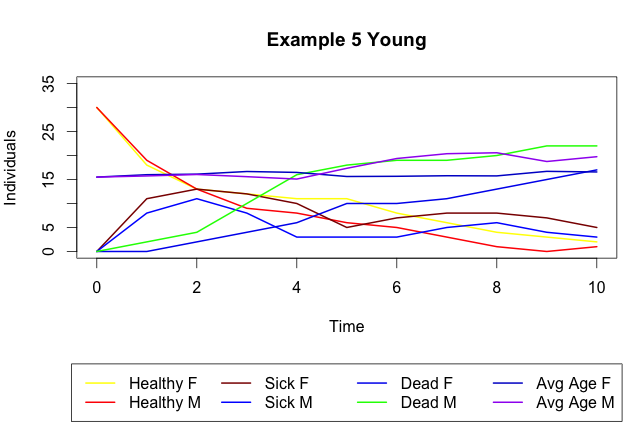 Example 5 Young
Individuals
35
25
15
5
0
0 2 4 6 8 10
Time
Healthy F Sick F Dead F Avg Age F
Healthy M Sick M Dead M Avg Age M